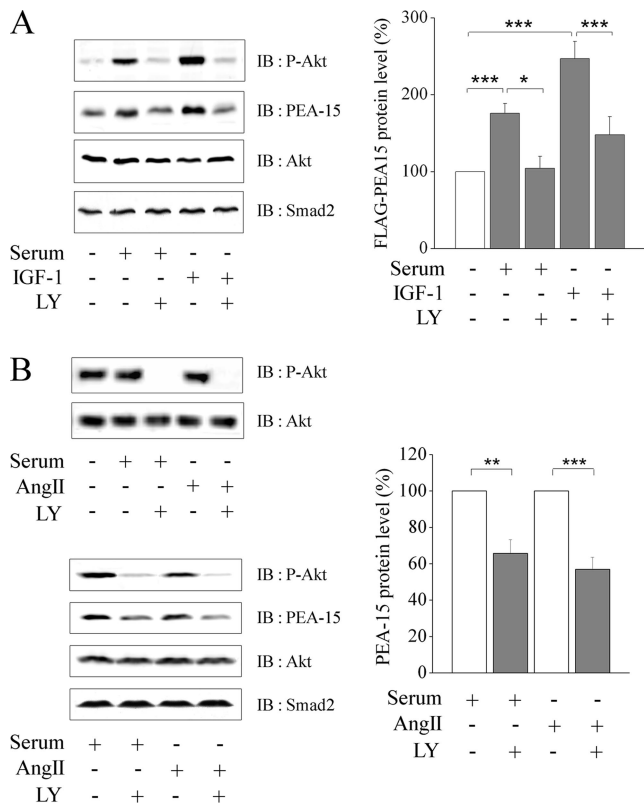 A
IB : P-Akt
IB : PEA-15
IB : Akt
IB : Smad2
Serum - + + - -
IGF-1 - - - + +
LY - - + - +
FLAG-PEA15 protein level (%)
300
250
200
100
0
*** ***
*** *
Serum - + + - -
IGF-1 - - - + +
LY - - + - +
B
IB : P-Akt
IB : Akt
Serum - + + - -
AngII - - - + +
LY - - + - +
IB : P-Akt
IB : PEA-15
IB : Akt
IB : Smad2
Serum + + - -
AngII - - + +
LY - + - +
PEA-15 protein level (%)
120
100
80
60
40
20
0
** ***
Serum + + - -
AngII - - + +
LY - + - +